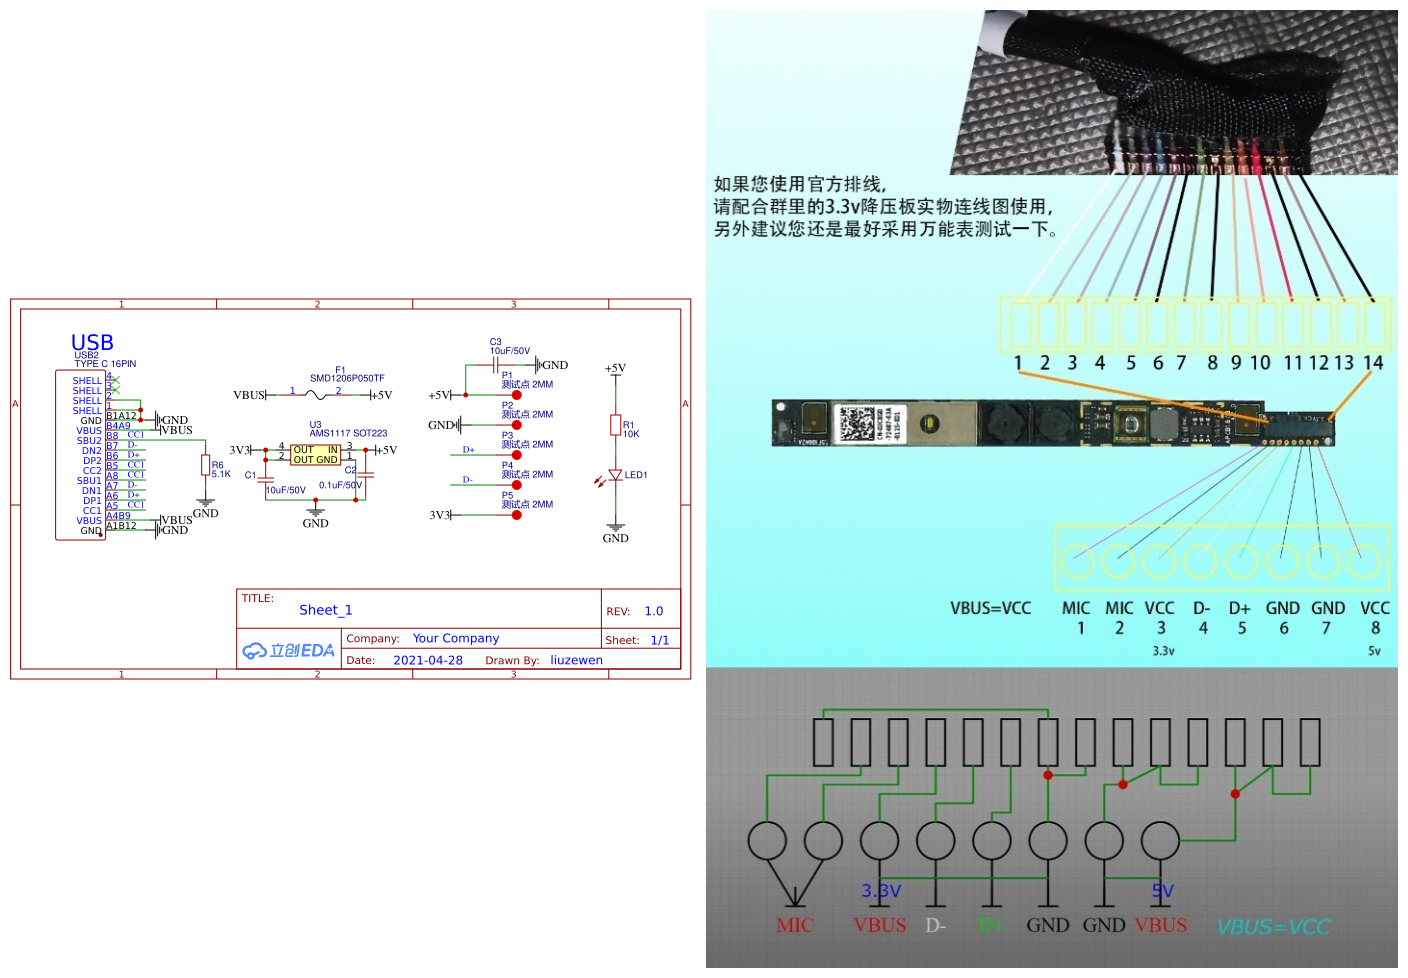 1 2 3
A A
USB
USB2
TYPE C 16PIN
SHELL 4
SHELL 3
SHELL 2
SHELL 1
GND B1A12 GND
VBUS B4A9 VBUS
SBU2 B8 CC1
DN2 B7 D-
DP2 B6 D+
CC2 B5 CC1
SBU1 A8 CC1
DN1 A7 D-
DP1 A6 D+
CC1 A5 CC1
VBUS A4B9 VBUS
GND A1B12 GND
R6
5.1K
GND
F1
SMD1206P050TF
VBUS 1 2 +5V
U3
AMS1117 SOT223
3V3 4 OUT IN 3 +5V
2 OUT GND 1
C1 C2
10uF/50V 0.1uF/50V
GND
C3
10uF/50V
GND
P1
+5V 测试点 2MM
P2
GND 测试点 2MM
P3
D+ 测试点 2MM
P4
D- 测试点 2MM
P5
3V3 测试点 2MM
+5V
R1
10K
LED1
GND
TITLE:
Sheet_1
REV: 1.0
立创EDA
Company: Your Company
Sheet: 1/1
Date: 2021-04-28 Drawn By: liuzewen
1 2 3
如果您使用官方排线，
请配合群里的3.3v降压板实物连线图使用，
另外建议您还是最好采用万能表测试一下。
1 2 3 4 5 6 7 8 9 10 11 12 13 14
VBUS=VCC MIC MIC VCC D- D+ GND GND VCC
1 2 3 4 5 6 7 8
3.3v 5v
3.3V 5V
MIC VBUS D- D+ GND GND VBUS VBUS=VCC